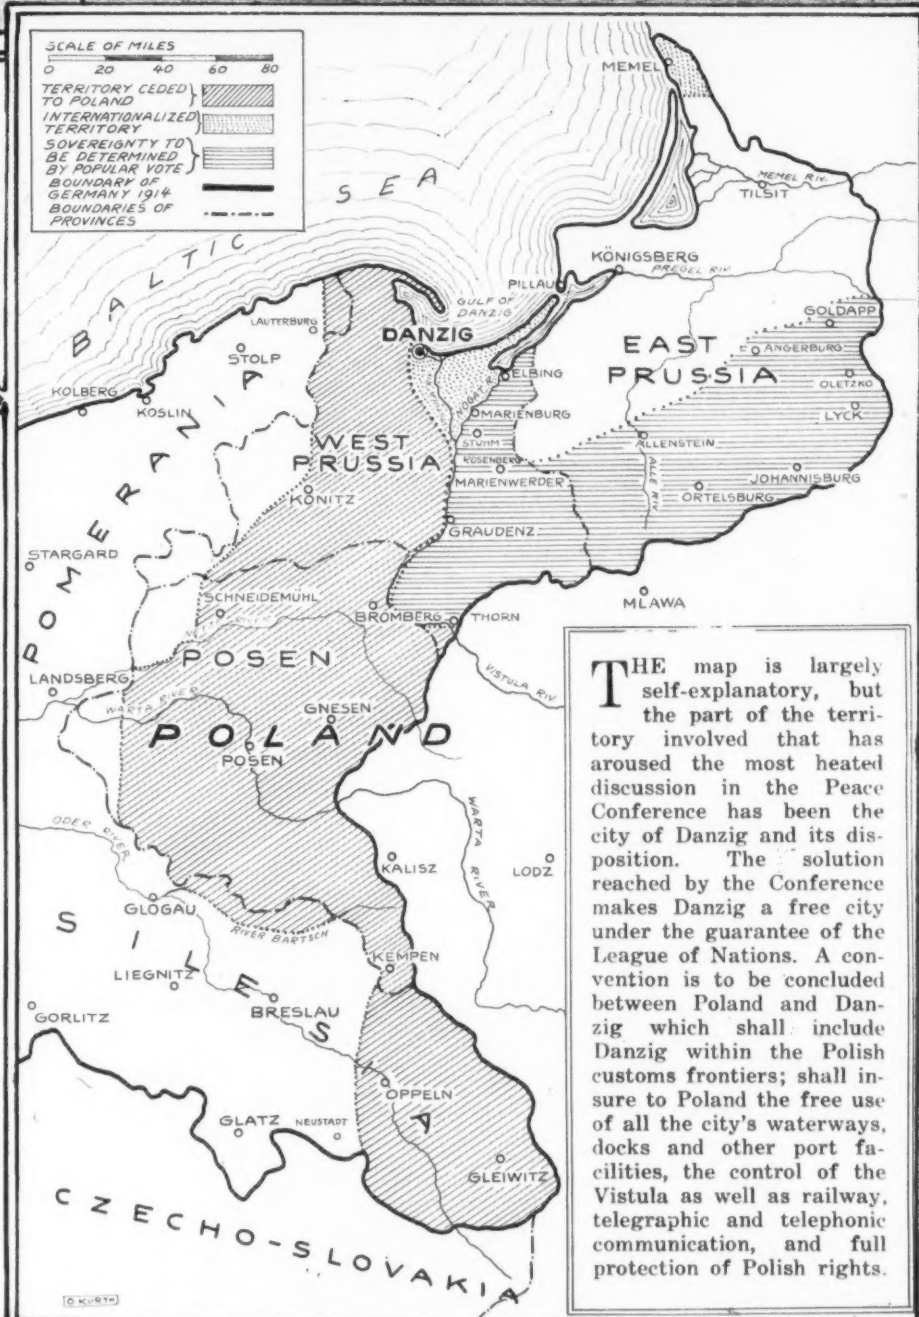 SCALE OF MILES
0 20 40 60 80
TERRITORY CEDED
TO POLAND
INTERNATIONALIZED
TERRITORY
SOVEREIGNTY TO
BE DETERMINED
BY POPULAR VOTE
BOUNDARY OF
GERMANY 1914
BOUNDARIES OF
PROVINCES
BALTIC SEA
MEMEL
MEMEL RIV.
TILSIT
KÖNIGSBERG
PREGEL RIV
PILLAU
GULF OF
DANZIG
DANZIG
LAUTERBURG
STOLP
KOLBERG
KÖSLIN
POMERANIA
EAST
PRUSSIA
GOLDAPP
ANGERBURG
OLETZKO
LYCK
ELBING
NOGAT R.
MARIENBURG
STUHM
ROSENBERG
MARIENWERDER
ALLENSTEIN
ALLE RIV
JOHANNISBURG
ORTELSBURG
WEST
PRUSSIA
KONITZ
GRAUDENZ
STARGARD
SCHNEIDEMÜHL
BROMBERG
THORN
MLAWA
POSEN
VISTULA RIV.
LANDSBERG
WARTA RIVER
GNESEN
POLAND
POSEN
WARTA RIVER
ODER RIVER
KALISZ
LODZ
GLOGAU
RIVER BARTSCH
SILESIA
KEMPEN
LIEGNITZ
BRESLAU
GÖRLITZ
OPPELN
GLATZ
NEUSTADT
GLEIWITZ
CZECHO-SLOVAKIA
© KURTH
THE map is largely
self-explanatory, but
the part of the terri-
tory involved that has
aroused the most heated
discussion in the Peace
Conference has been the
city of Danzig and its dis-
position. The solution
reached by the Conference
makes Danzig a free city
under the guarantee of the
League of Nations. A con-
vention is to be concluded
between Poland and Dan-
zig which shall include
Danzig within the Polish
customs frontiers; shall in-
sure to Poland the free use
of all the city's waterways,
docks and other port fa-
cilities, the control of the
Vistula as well as railway,
telegraphic and telephonic
communication, and full
protection of Polish rights.